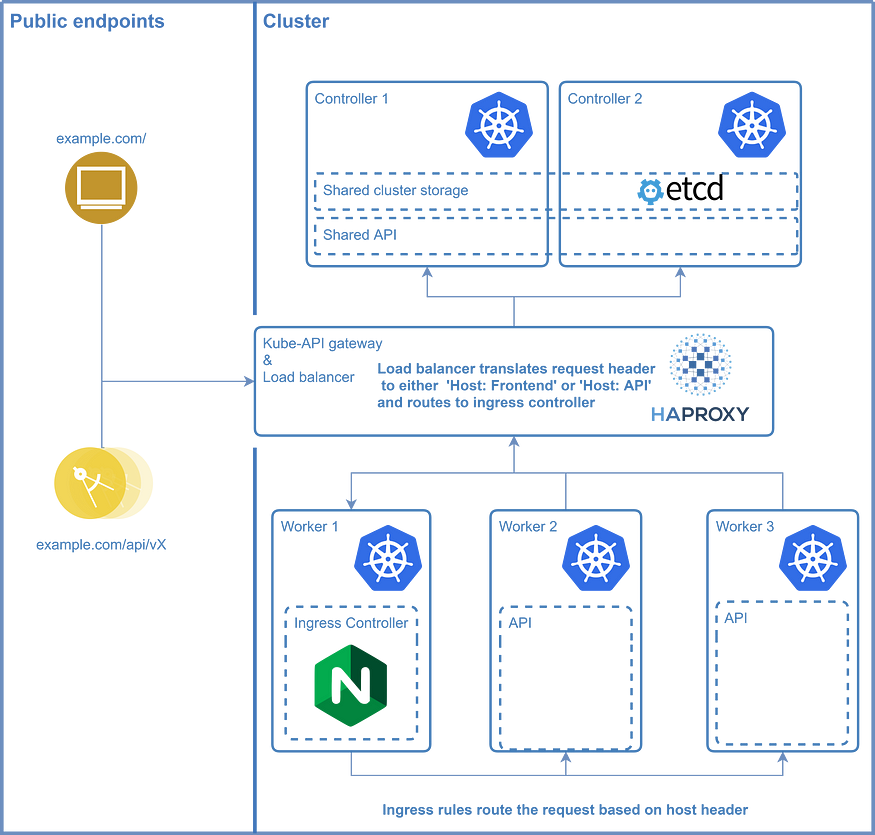 Public endpoints
Cluster
example.com/
Controller 1
Controller 2
Shared cluster storage
etcd
Shared API
Kube-API gateway
&
Load balancer
Load balancer translates request header
to either 'Host: Frontend' or 'Host: API'
and routes to ingress controller
HAPROXY
example.com/api/vX
Worker 1
Worker 2
Worker 3
Ingress Controller
N
API
API
Ingress rules route the request based on host header